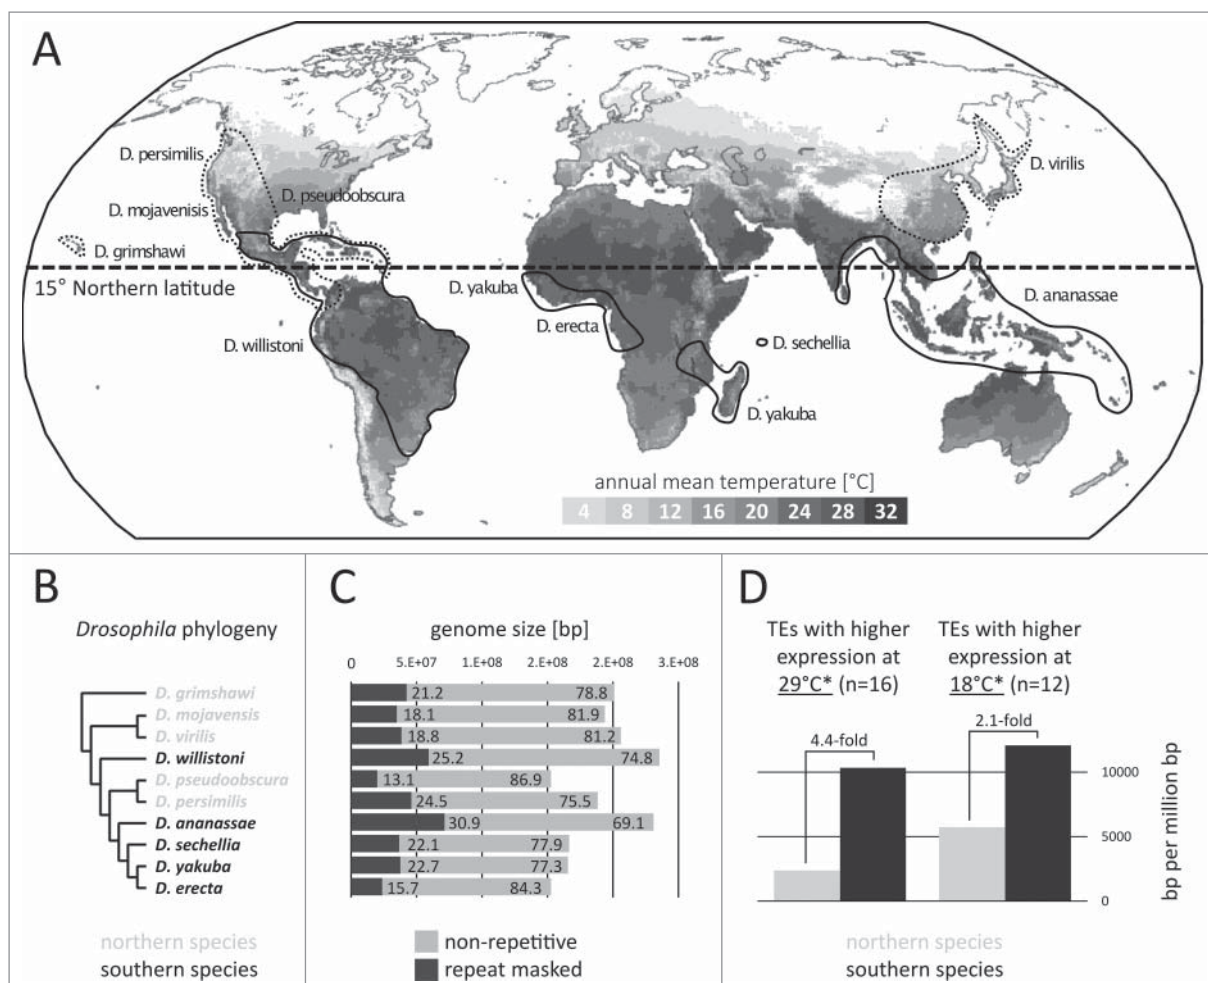 A
D. persimilis
D. pseudoobscura
D. virilis
D. mojavenisis
D. grimshawi
15° Northern latitude
D. yakuba
D. ananassae
D. erecta
D. willistoni
D. sechellia
D. yakuba
annual mean temperature [°C]
4 8 12 16 20 24 28 32
B
Drosophila phylogeny
D. grimshawi
D. mojavensis
D. virilis
D. willistoni
D. pseudoobscura
D. persimilis
D. ananassae
D. sechellia
D. yakuba
D. erecta
northern species
southern species
C
genome size [bp]
0 5.E+07 1.E+08 2.E+08 2.E+08 3.E+08
21.2 78.8
18.1 81.9
18.8 81.2
25.2 74.8
13.1 86.9
24.5 75.5
30.9 69.1
22.1 77.9
22.7 77.3
15.7 84.3
non-repetitive
repeat masked
D
TEs with higher
expression at
29°C* (n=16)
TEs with higher
expression at
18°C* (n=12)
4.4-fold
2.1-fold
10000
5000
0
bp per million bp
northern species
southern species